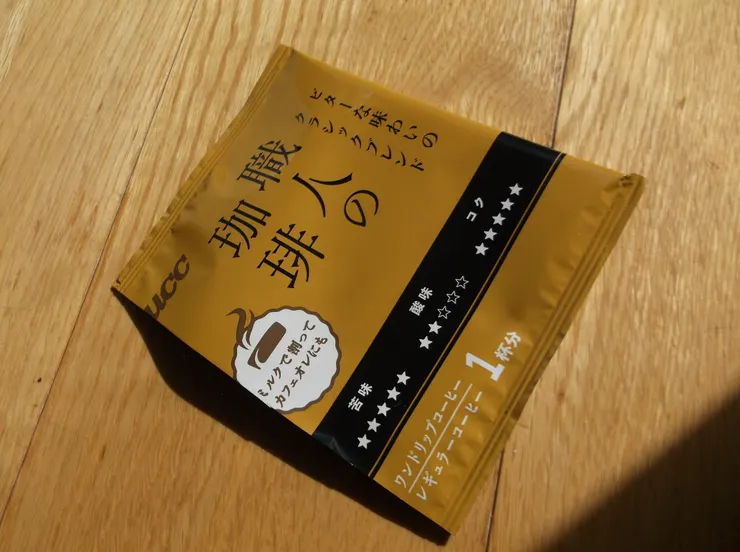 ucc
職人の
珈琲
ビターな味わいの
クラシックブレンド
ミルクで割って
カフェオレにも
苦味
★★★★★
酸味
★★☆☆☆
コク
★★★★★
ワンドリップコーヒー
レギュラーコーヒー
1杯分